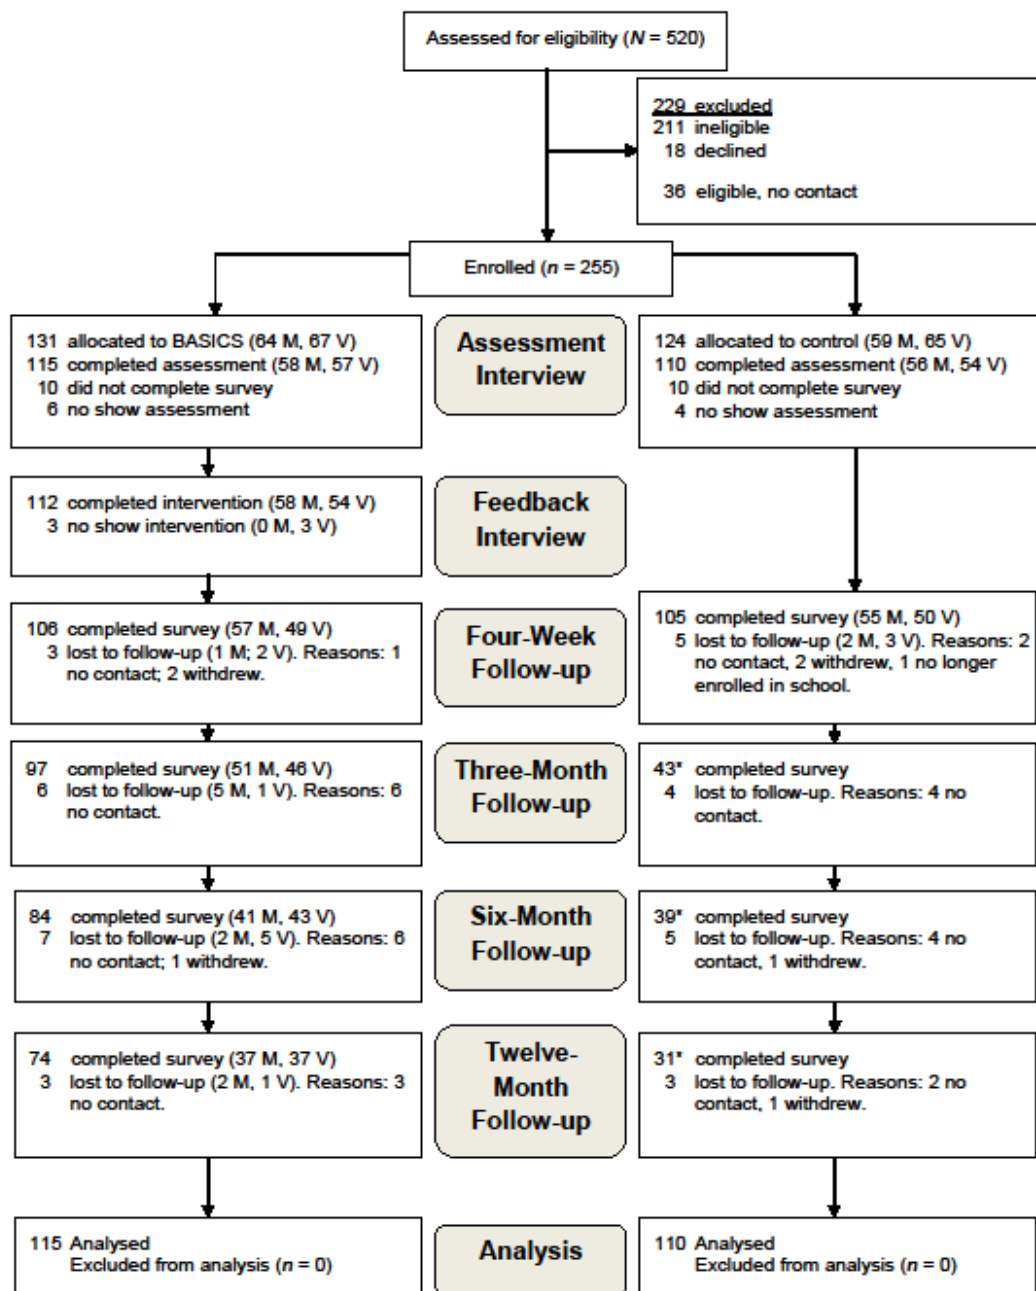 Assessed for eligibility (N = 520)
229 excluded
211 ineligible
18 declined
36 eligible, no contact
Enrolled (n = 255)
131 allocated to BASICS (64 M, 67 V)
115 completed assessment (58 M, 57 V)
10 did not complete survey
6 no show assessment
Assessment
Interview
124 allocated to control (59 M, 65 V)
110 completed assessment (56 M, 54 V)
10 did not complete survey
4 no show assessment
112 completed intervention (58 M, 54 V)
3 no show intervention (0 M, 3 V)
Feedback
Interview
106 completed survey (57 M, 49 V)
3 lost to follow-up (1 M; 2 V). Reasons: 1
no contact; 2 withdrew.
Four-Week
Follow-up
105 completed survey (55 M, 50 V)
5 lost to follow-up (2 M, 3 V). Reasons: 2
no contact, 2 withdrew, 1 no longer
enrolled in school.
97 completed survey (51 M, 46 V)
6 lost to follow-up (5 M, 1 V). Reasons: 6
no contact.
Three-Month
Follow-up
43* completed survey
4 lost to follow-up. Reasons: 4 no
contact.
84 completed survey (41 M, 43 V)
7 lost to follow-up (2 M, 5 V). Reasons: 6
no contact; 1 withdrew.
Six-Month
Follow-up
39* completed survey
5 lost to follow-up. Reasons: 4 no
contact, 1 withdrew.
74 completed survey (37 M, 37 V)
3 lost to follow-up (2 M, 1 V). Reasons: 3
no contact.
Twelve-
Month
Follow-up
31* completed survey
3 lost to follow-up. Reasons: 2 no
contact, 1 withdrew.
115 Analysed
Excluded from analysis (n = 0)
Analysis
110 Analysed
Excluded from analysis (n = 0)